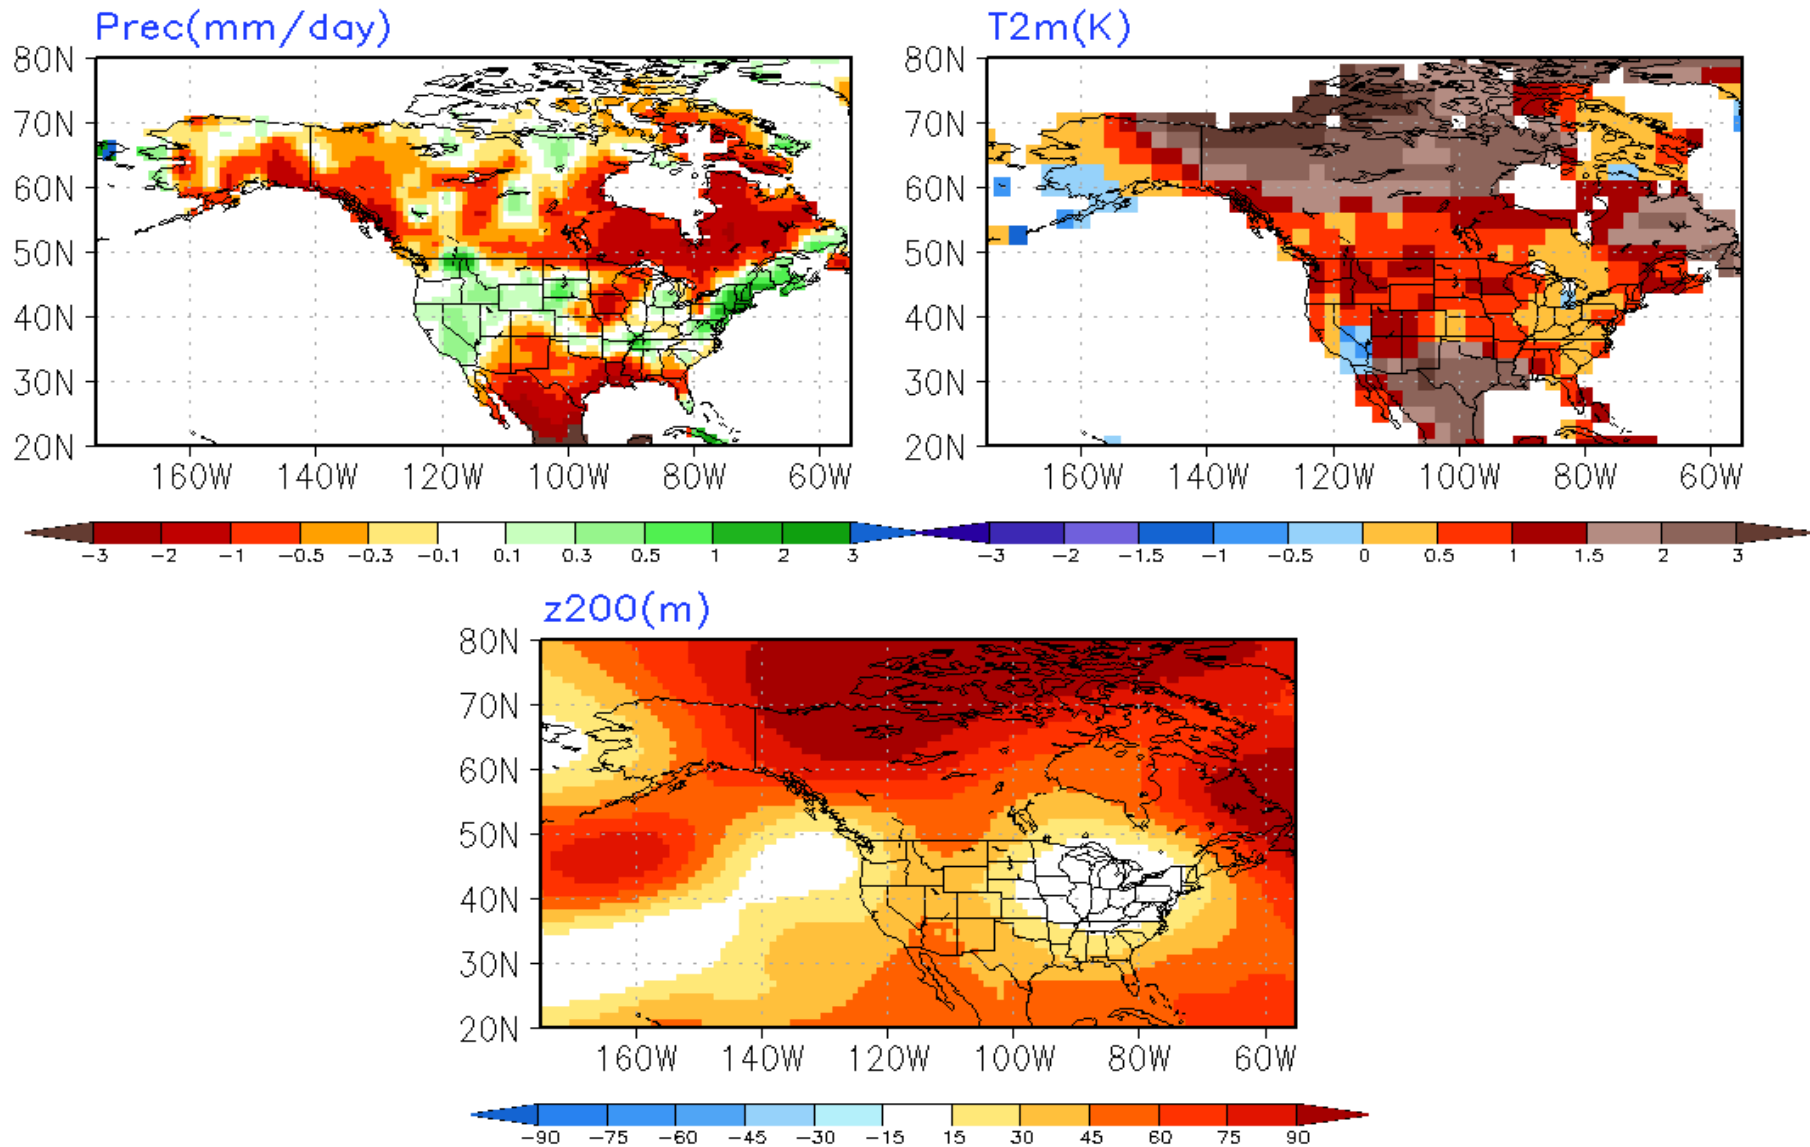 Prec(mm/day)
T2m(K)
80N
70N
60N
50N
40N
30N
20N
160W 140W 120W 100W 80W 60W
80N
70N
60N
50N
40N
30N
20N
160W 140W 120W 100W 80W 60W
-3 -2 -1 -0.5 -0.3 -0.1 0.1 0.3 0.5 1 2 3
-3 -2 -1.5 -1 -0.5 0 0.5 1 1.5 2 3
z200(m)
80N
70N
60N
50N
40N
30N
20N
160W 140W 120W 100W 80W 60W
-90 -75 -60 -45 -30 -15 15 30 45 60 75 90